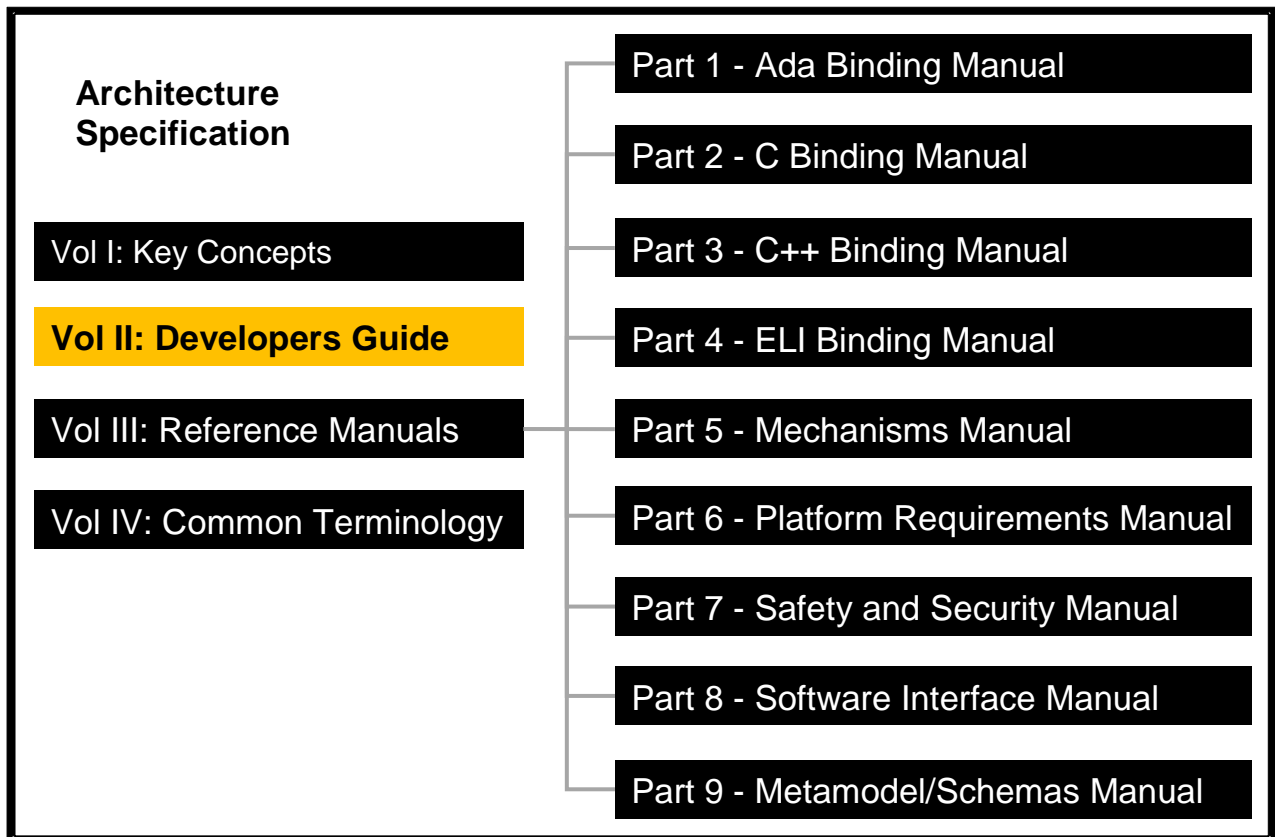 Architecture
Specification
Vol I: Key Concepts
Vol II: Developers Guide
Vol III: Reference Manuals
Vol IV: Common Terminology
Part 1 - Ada Binding Manual
Part 2 - C Binding Manual
Part 3 - C++ Binding Manual
Part 4 - ELI Binding Manual
Part 5 - Mechanisms Manual
Part 6 - Platform Requirements Manual
Part 7 - Safety and Security Manual
Part 8 - Software Interface Manual
Part 9 - Metamodel/Schemas Manual